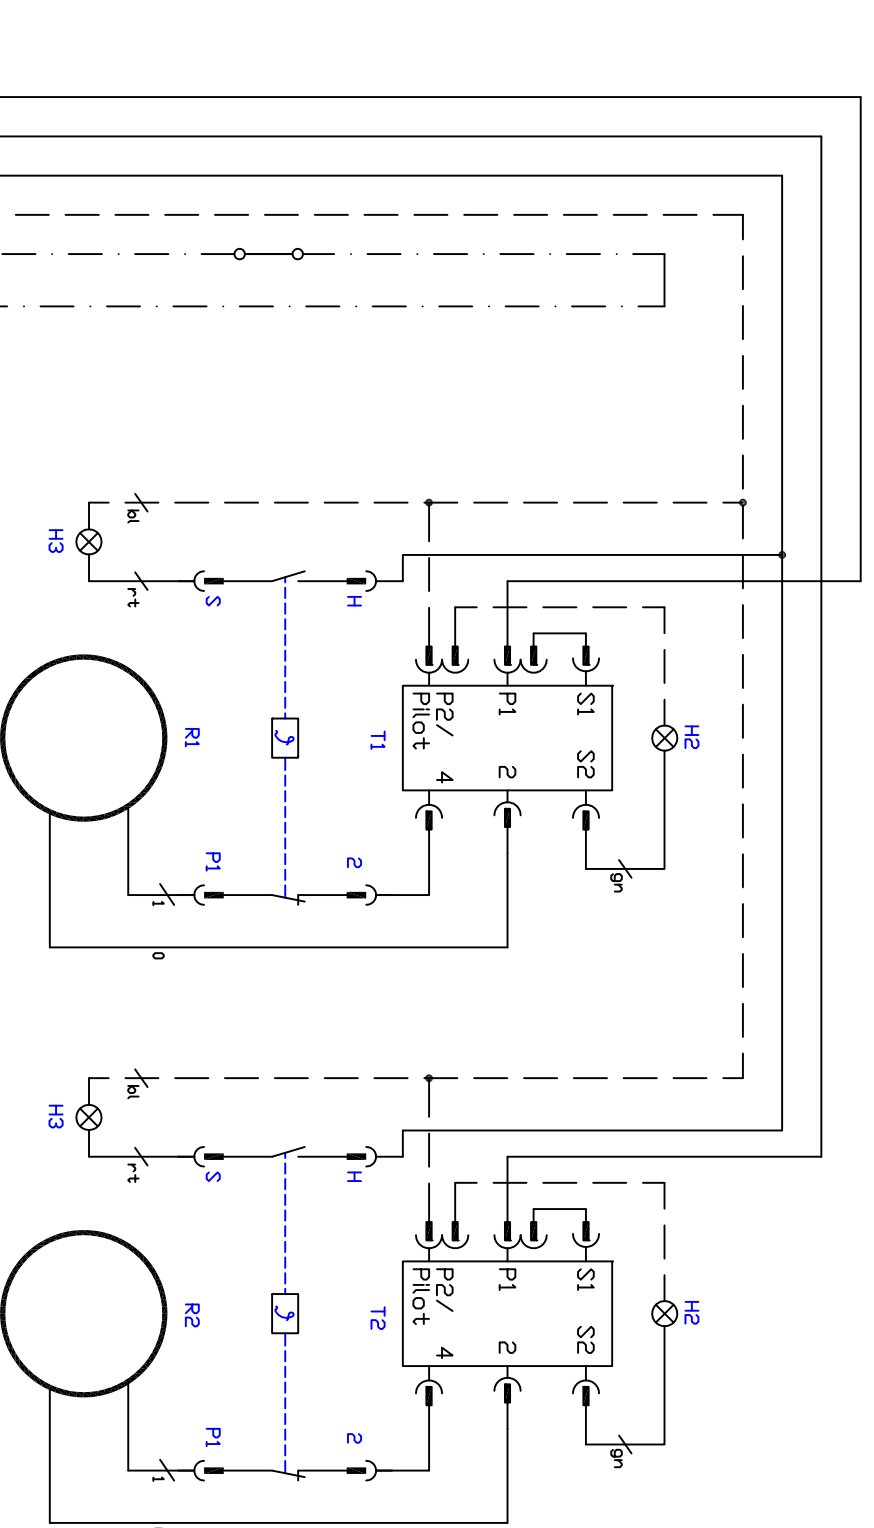 bl
H3
rt
S
H
P2/
Pilot
P1
S1
H2
R1
ϑ
T1
4
2
S2
P1
2
gn
1
0
bl
H3
rt
S
H
P2/
Pilot
P1
S1
H2
R2
ϑ
T2
4
2
S2
P1
2
gn
1